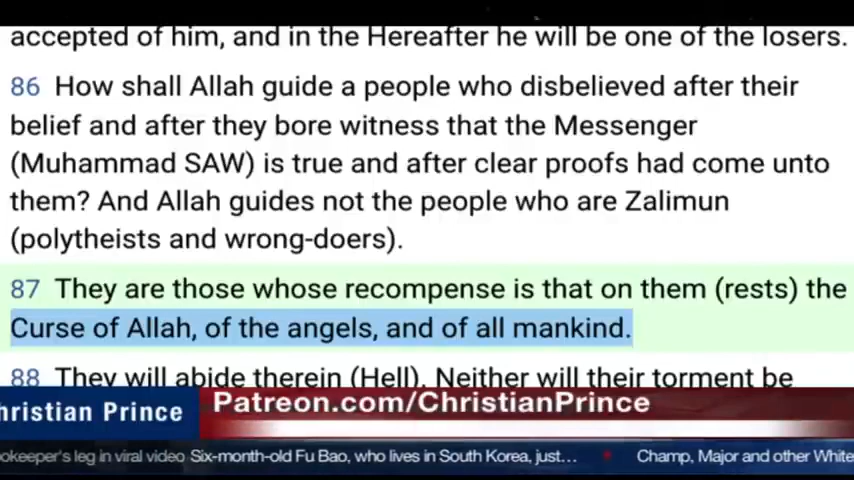 accepted of him, and in the Hereafter he will be one of the losers.
86 How shall Allah guide a people who disbelieved after their
belief and after they bore witness that the Messenger
(Muhammad SAW) is true and after clear proofs had come unto
them? And Allah guides not the people who are Zalimun
(polytheists and wrong-doers).
87 They are those whose recompense is that on them (rests) the
Curse of Allah, of the angels, and of all mankind.
88 They will abide therein (Hell). Neither will their torment be
hristian Prince
Patreon.com/ChristianPrince
okeeper's leg in viral video Six-month-old Fu Bao, who lives in South Korea, just... Champ, Major and other White